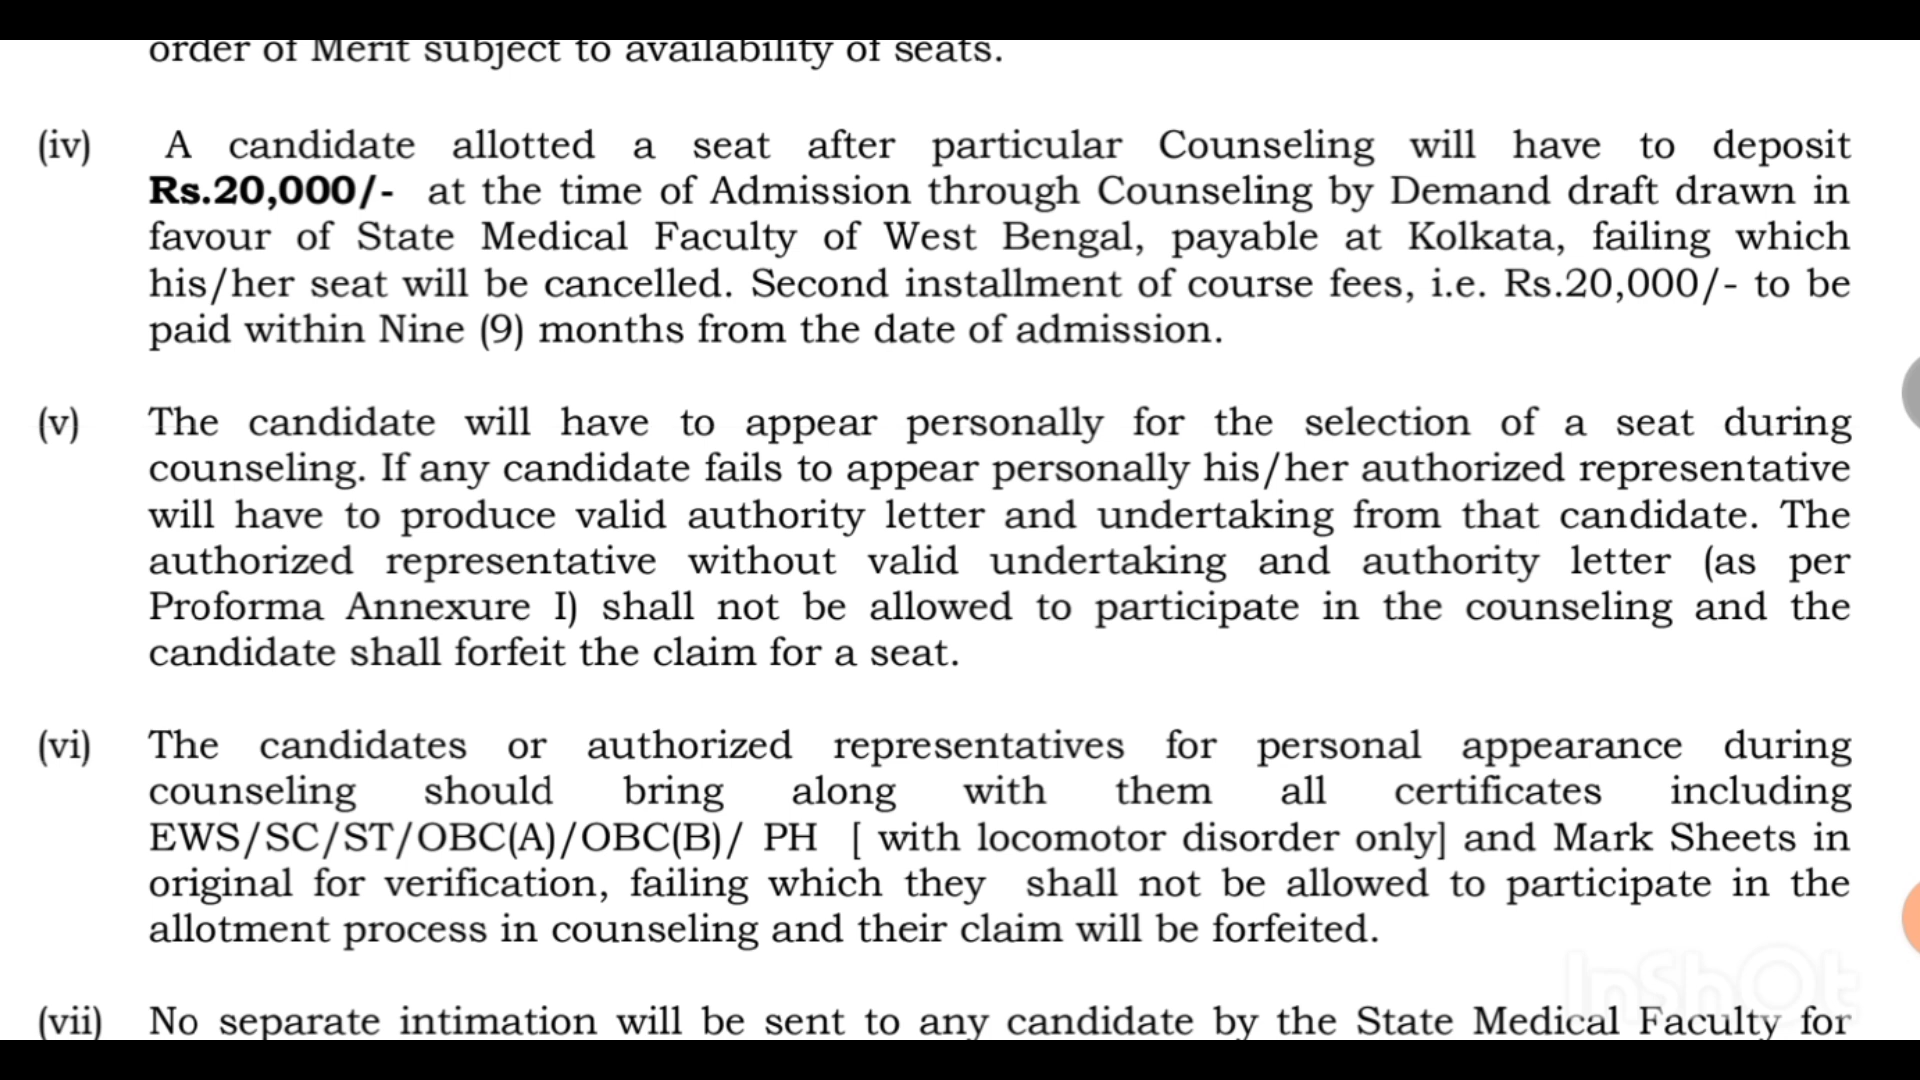 order of Merit subject to availability of seats.
(iv) A candidate allotted a seat after particular Counseling will have to deposit
Rs.20,000/- at the time of Admission through Counseling by Demand draft drawn in
favour of State Medical Faculty of West Bengal, payable at Kolkata, failing which
his/her seat will be cancelled. Second installment of course fees, i.e. Rs.20,000/- to be
paid within Nine (9) months from the date of admission.
(v) The candidate will have to appear personally for the selection of a seat during
counseling. If any candidate fails to appear personally his/her authorized representative
will have to produce valid authority letter and undertaking from that candidate. The
authorized representative without valid undertaking and authority letter (as per
Proforma Annexure I) shall not be allowed to participate in the counseling and the
candidate shall forfeit the claim for a seat.
(vi) The candidates or authorized representatives for personal appearance during
counseling should bring along with them all certificates including
EWS/SC/ST/OBC(A)/OBC(B)/ PH [ with locomotor disorder only] and Mark Sheets in
original for verification, failing which they shall not be allowed to participate in the
allotment process in counseling and their claim will be forfeited.
InShOt
(vii) No separate intimation will be sent to any candidate by the State Medical Faculty for